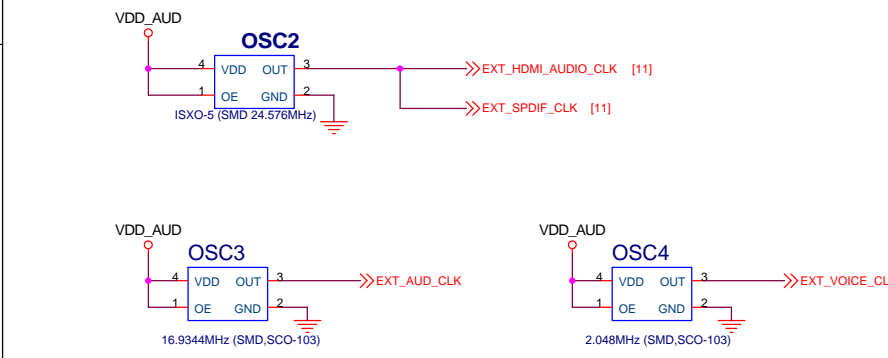 VDD_AUD
OSC2
4 VDD OUT 3
1 OE GND 2
ISXO-5 (SMD 24.576MHz)
EXT_HDMI_AUDIO_CLK [11]
EXT_SPDIF_CLK [11]
VDD_AUD
OSC3
4 VDD OUT 3
1 OE GND 2
EXT_AUD_CLK
16.9344MHz (SMD,SCO-103)
VDD_AUD
OSC4
4 VDD OUT 3
1 OE GND 2
EXT_VOICE_CL
2.048MHz (SMD,SCO-103)